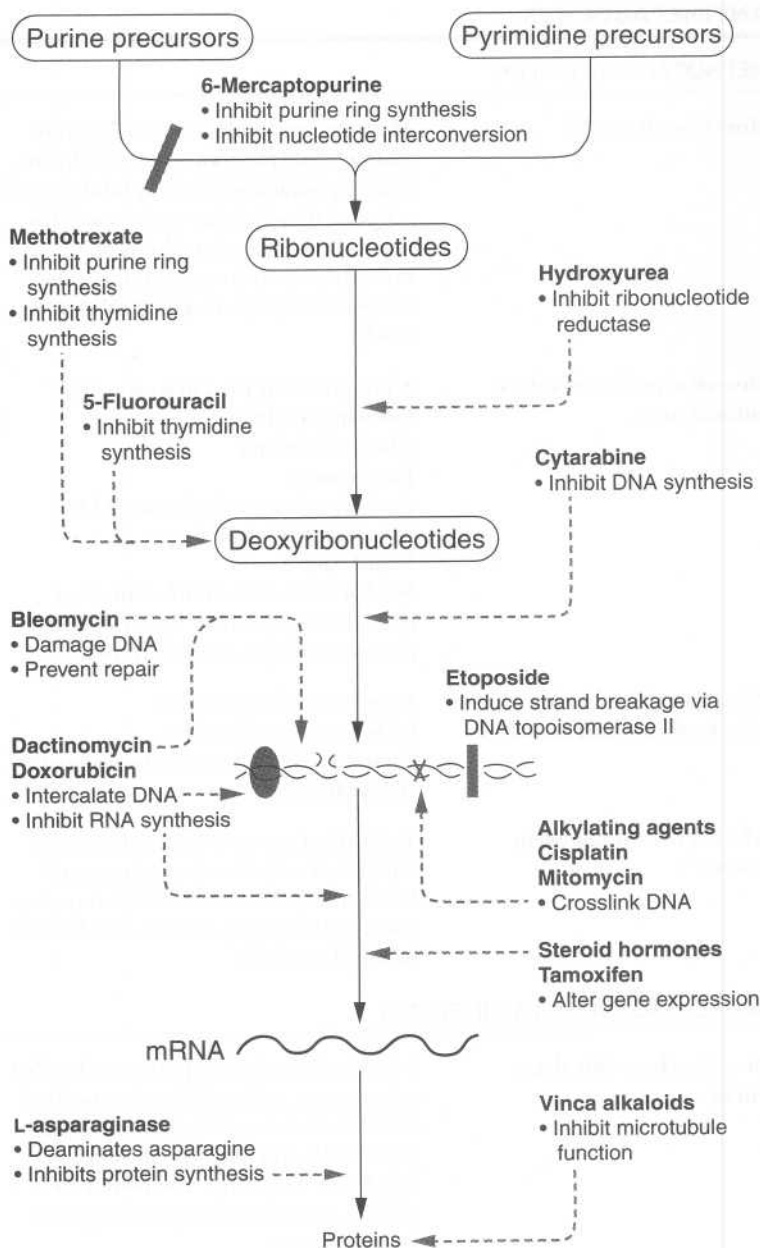 Purine precursors
Pyrimidine precursors
6-Mercaptopurine
• Inhibit purine ring synthesis
• Inhibit nucleotide interconversion
Ribonucleotides
Methotrexate
• Inhibit purine ring
synthesis
• Inhibit thymidine
synthesis
Hydroxyurea
• Inhibit ribonucleotide
reductase
5-Fluorouracil
• Inhibit thymidine
synthesis
Cytarabine
• Inhibit DNA synthesis
Deoxyribonucleotides
Bleomycin
• Damage DNA
• Prevent repair
Etoposide
• Induce strand breakage via
DNA topoisomerase II
Dactinomycin
Doxorubicin
• Intercalate DNA
• Inhibit RNA synthesis
Alkylating agents
Cisplatin
Mitomycin
• Crosslink DNA
Steroid hormones
Tamoxifen
• Alter gene expression
mRNA
L-asparaginase
• Deaminates asparagine
• Inhibits protein synthesis
Vinca alkaloids
• Inhibit microtubule
function
Proteins